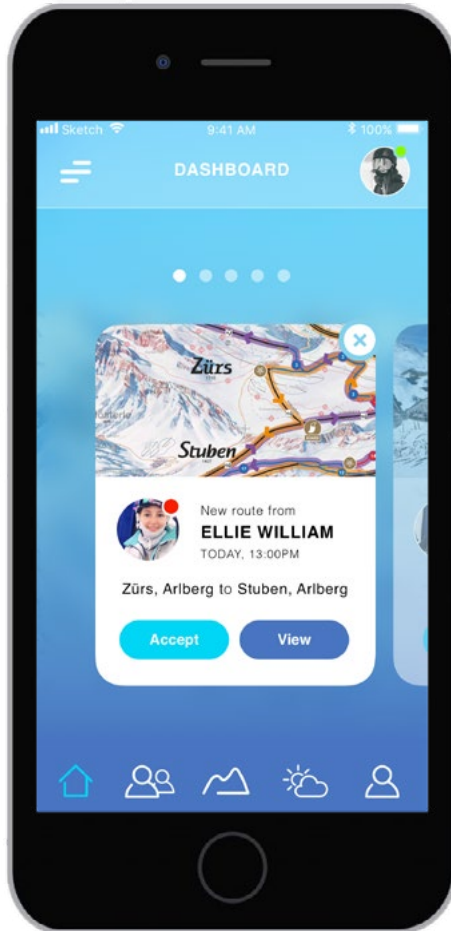 Sketch 9:41 AM 100%
DASHBOARD
Zürs
Stuben
New route from
ELLIE WILLIAM
TODAY, 13:00PM
Zürs, Arlberg to Stuben, Arlberg
Accept View